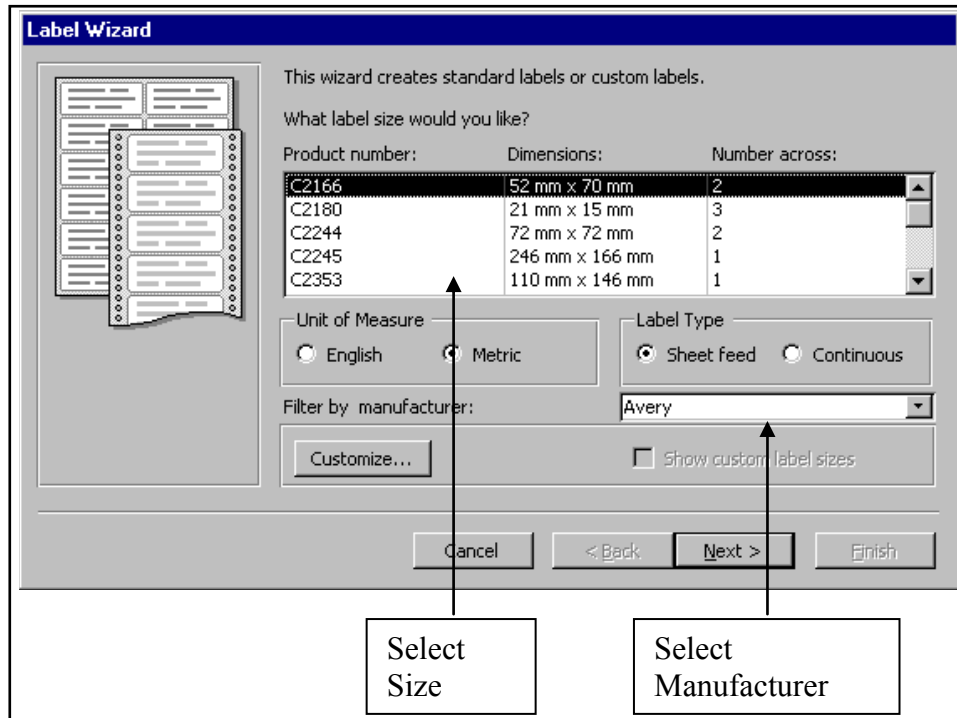 Label Wizard
This wizard creates standard labels or custom labels.
What label size would you like?
Product number: Dimensions: Number across:
C2166 52 mm x 70 mm 2
C2180 21 mm x 15 mm 3
C2244 72 mm x 72 mm 2
C2245 246 mm x 166 mm 1
C2353 110 mm x 146 mm 1
Unit of Measure Label Type
English Metric Sheet feed Continuous
Filter by manufacturer: Avery
Customize... Show custom label sizes
Cancel < Back Next > Finish
Select
Size
Select
Manufacturer